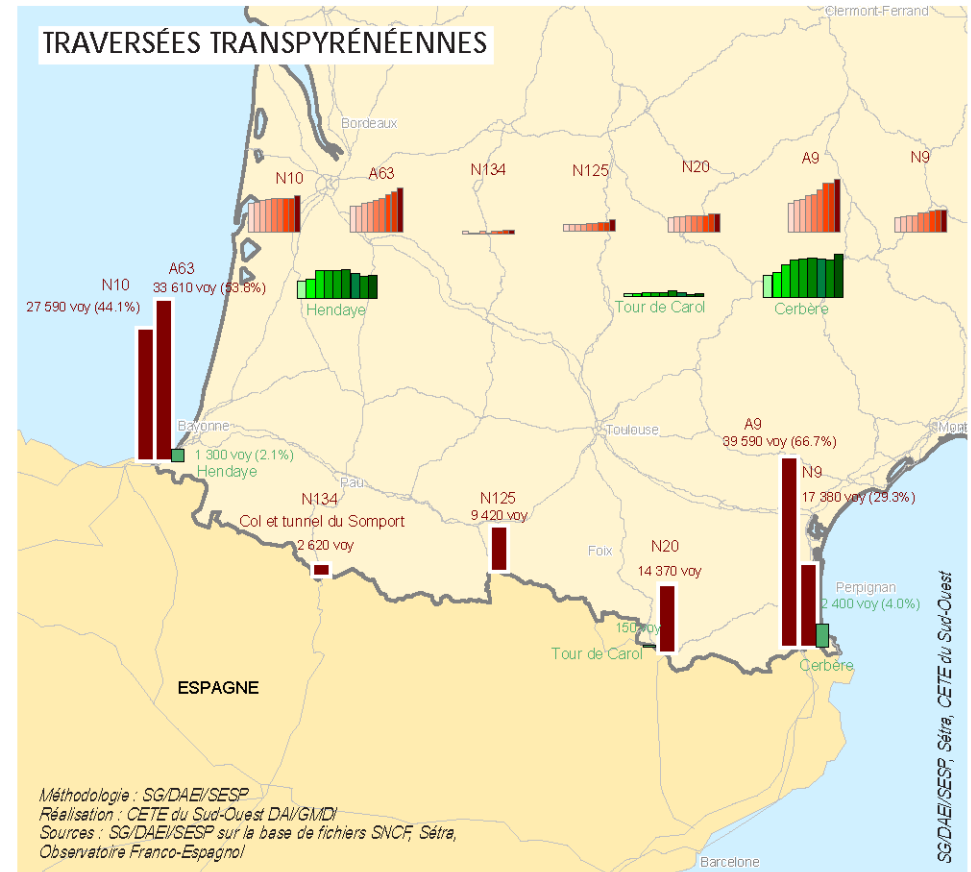 Clermont-Ferrand
TRAVERSÉES TRANSPYRÉNÉENNES
Bordeaux
N10
A63
N134
N125
N20
A9
N9
Hendaye
Tour de Carol
Cerbère
A63
N10
33 610 voy (53.8%)
27 590 voy (44.1%)
Bayonne
Toulouse
Mont
A9
39 590 voy (66.7%)
1 300 voy (2.1%)
Hendaye
Pau
N9
17 380 voy (29.3%)
N134
Col et tunnel du Somport
2 620 voy
N125
9 420 voy
Foix
N20
14 370 voy
Perpignan
2 400 voy (4.0%)
150 voy
Tour de Carol
Cerbère
ESPAGNE
Méthodologie : SG/DAEI/SESP
Réalisation : CETE du Sud-Ouest DAI/GMDI
Sources : SG/DAEI/SESP sur la base de fichiers SNCF, Sétra,
Observatoire Franco-Espagnol
Barcelone
SG/DAEI/SESP, Sétra, CETE du Sud-Ouest